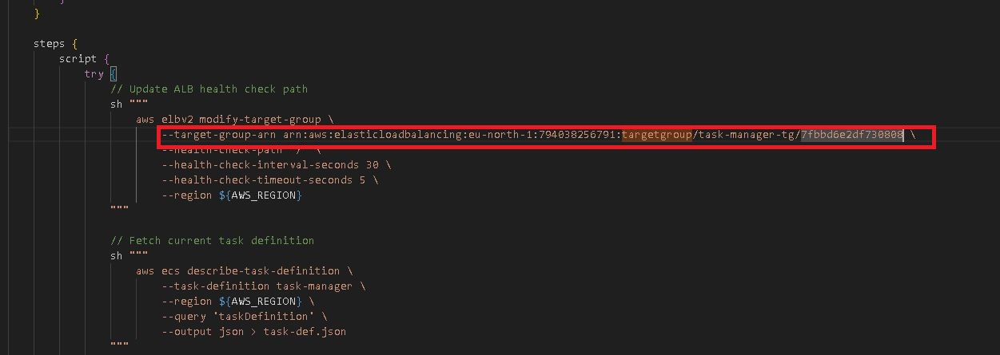 }
}
steps {
script {
try {
// Update ALB health check path
sh """
aws elbv2 modify-target-group \
--target-group-arn arn:aws:elasticloadbalancing:eu-north-1:794038256791:targetgroup/task-manager-tg/7fbbd6e2df730808 \
--health-check-path "/" \
--health-check-interval-seconds 30 \
--health-check-timeout-seconds 5 \
--region ${AWS_REGION}
"""
// Fetch current task definition
sh """
aws ecs describe-task-definition \
--task-definition task-manager \
--region ${AWS_REGION} \
--query 'taskDefinition' \
--output json > task-def.json
"""